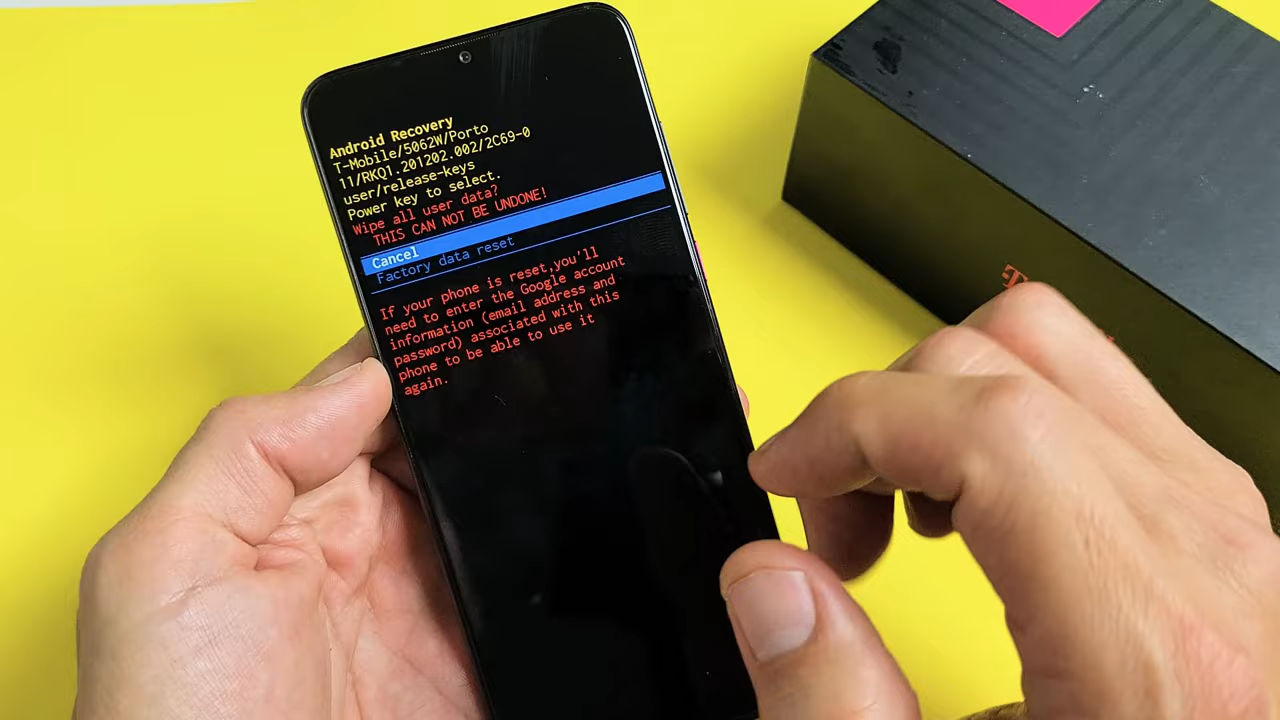 Android Recovery
T-Mobile/5062W/Porto
11/RKQ1.201202.002/2C69-0
user/release-keys
Power key to select.
Wipe all user data?
THIS CAN NOT BE UNDONE!
Cancel
Factory data reset
If your phone is reset,you'll
need to enter the Google account
information (email address and
password) associated with this
phone to be able to use it
again.
T